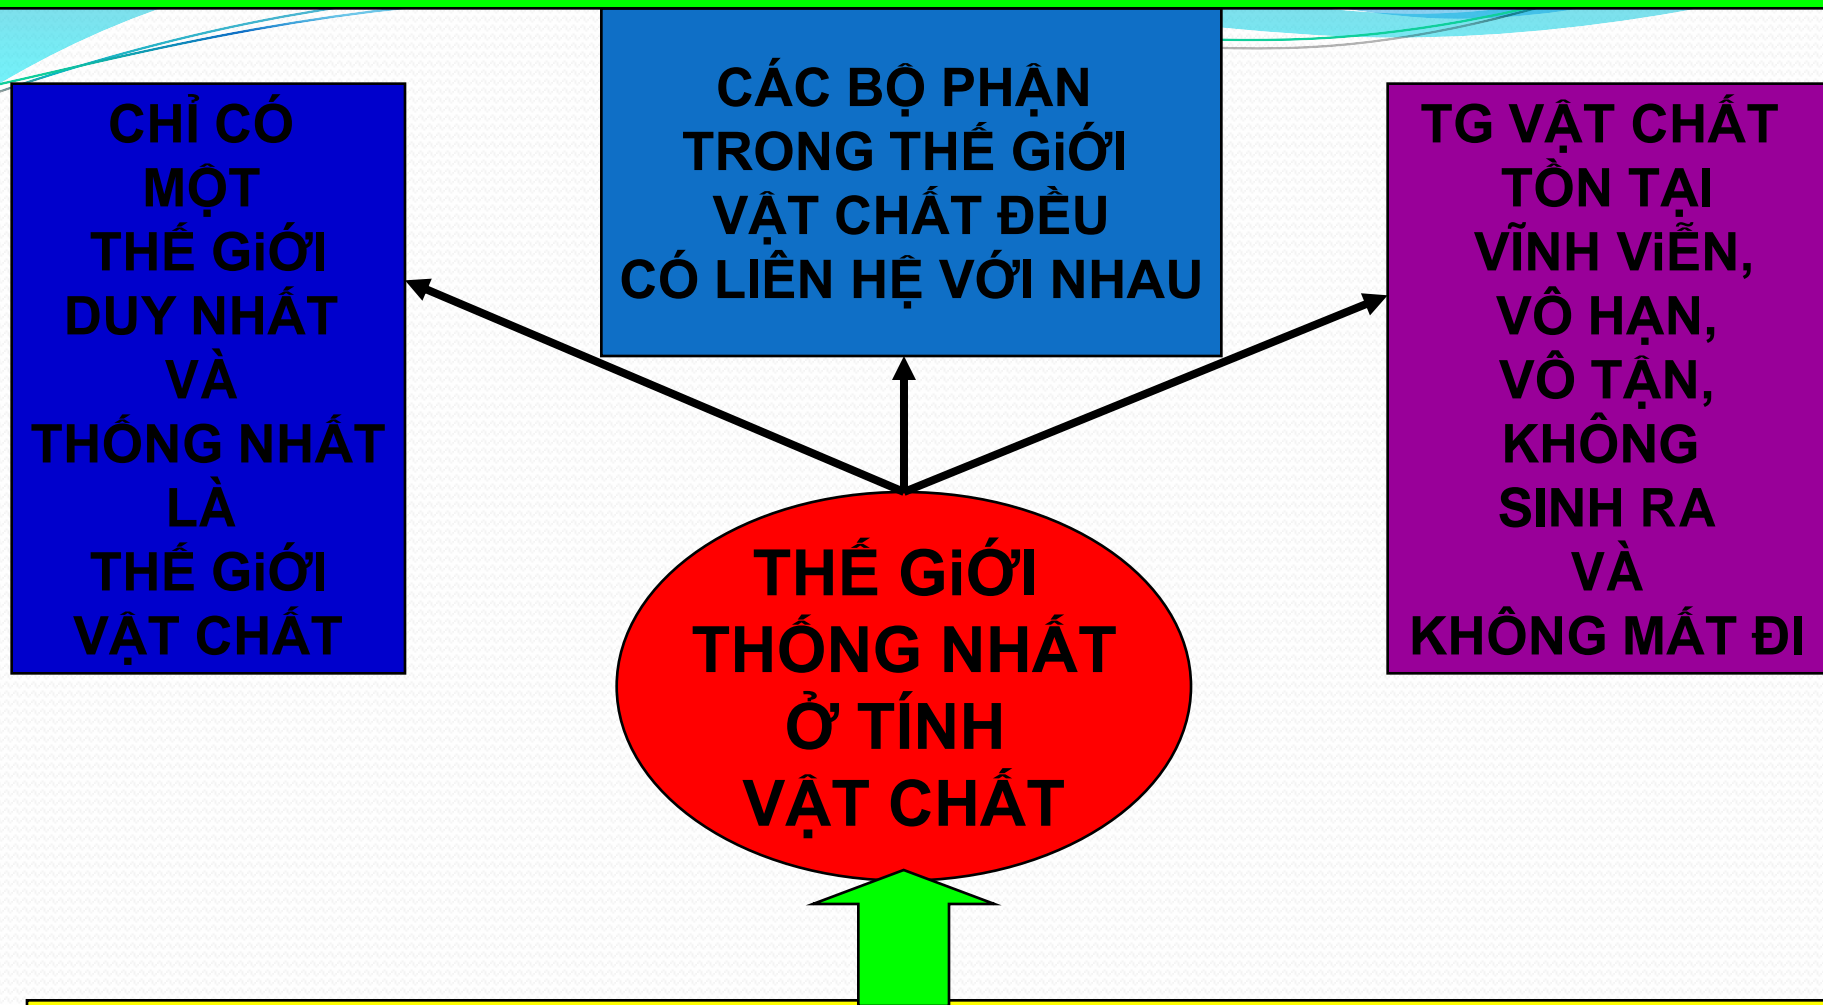 CHỈ CÓ
MỘT
THẾ GiỚI
DUY NHẤT
VÀ
THỐNG NHẤT
LÀ
THẾ GiỚI
VẬT CHẤT
CÁC BỘ PHẬN
TRONG THẾ GiỚI
VẬT CHẤT ĐỀU
CÓ LIÊN HỆ VỚI NHAU
TG VẬT CHẤT
TỒN TẠI
VĨNH ViỄN,
VÔ HẠN,
VÔ TẬN,
KHÔNG
SINH RA
VÀ
KHÔNG MẤT ĐI
THẾ GiỚI
THỐNG NHẤT
Ở TÍNH
VẬT CHẤT